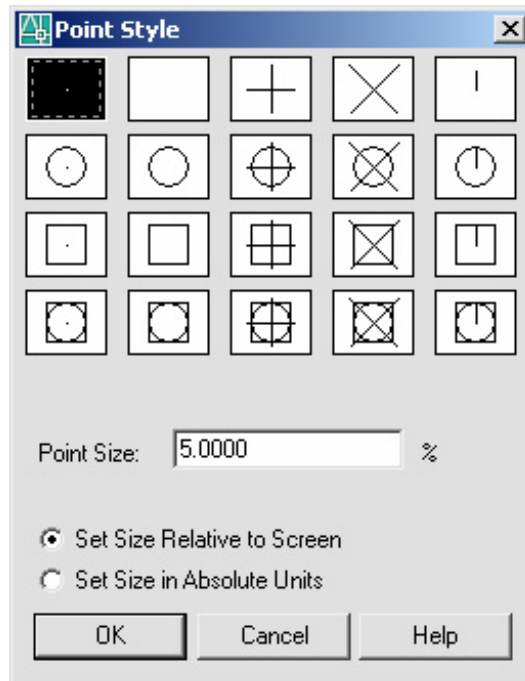 Point Style
Point Size: 5.0000 %
Set Size Relative to Screen
Set Size in Absolute Units
OK Cancel Help